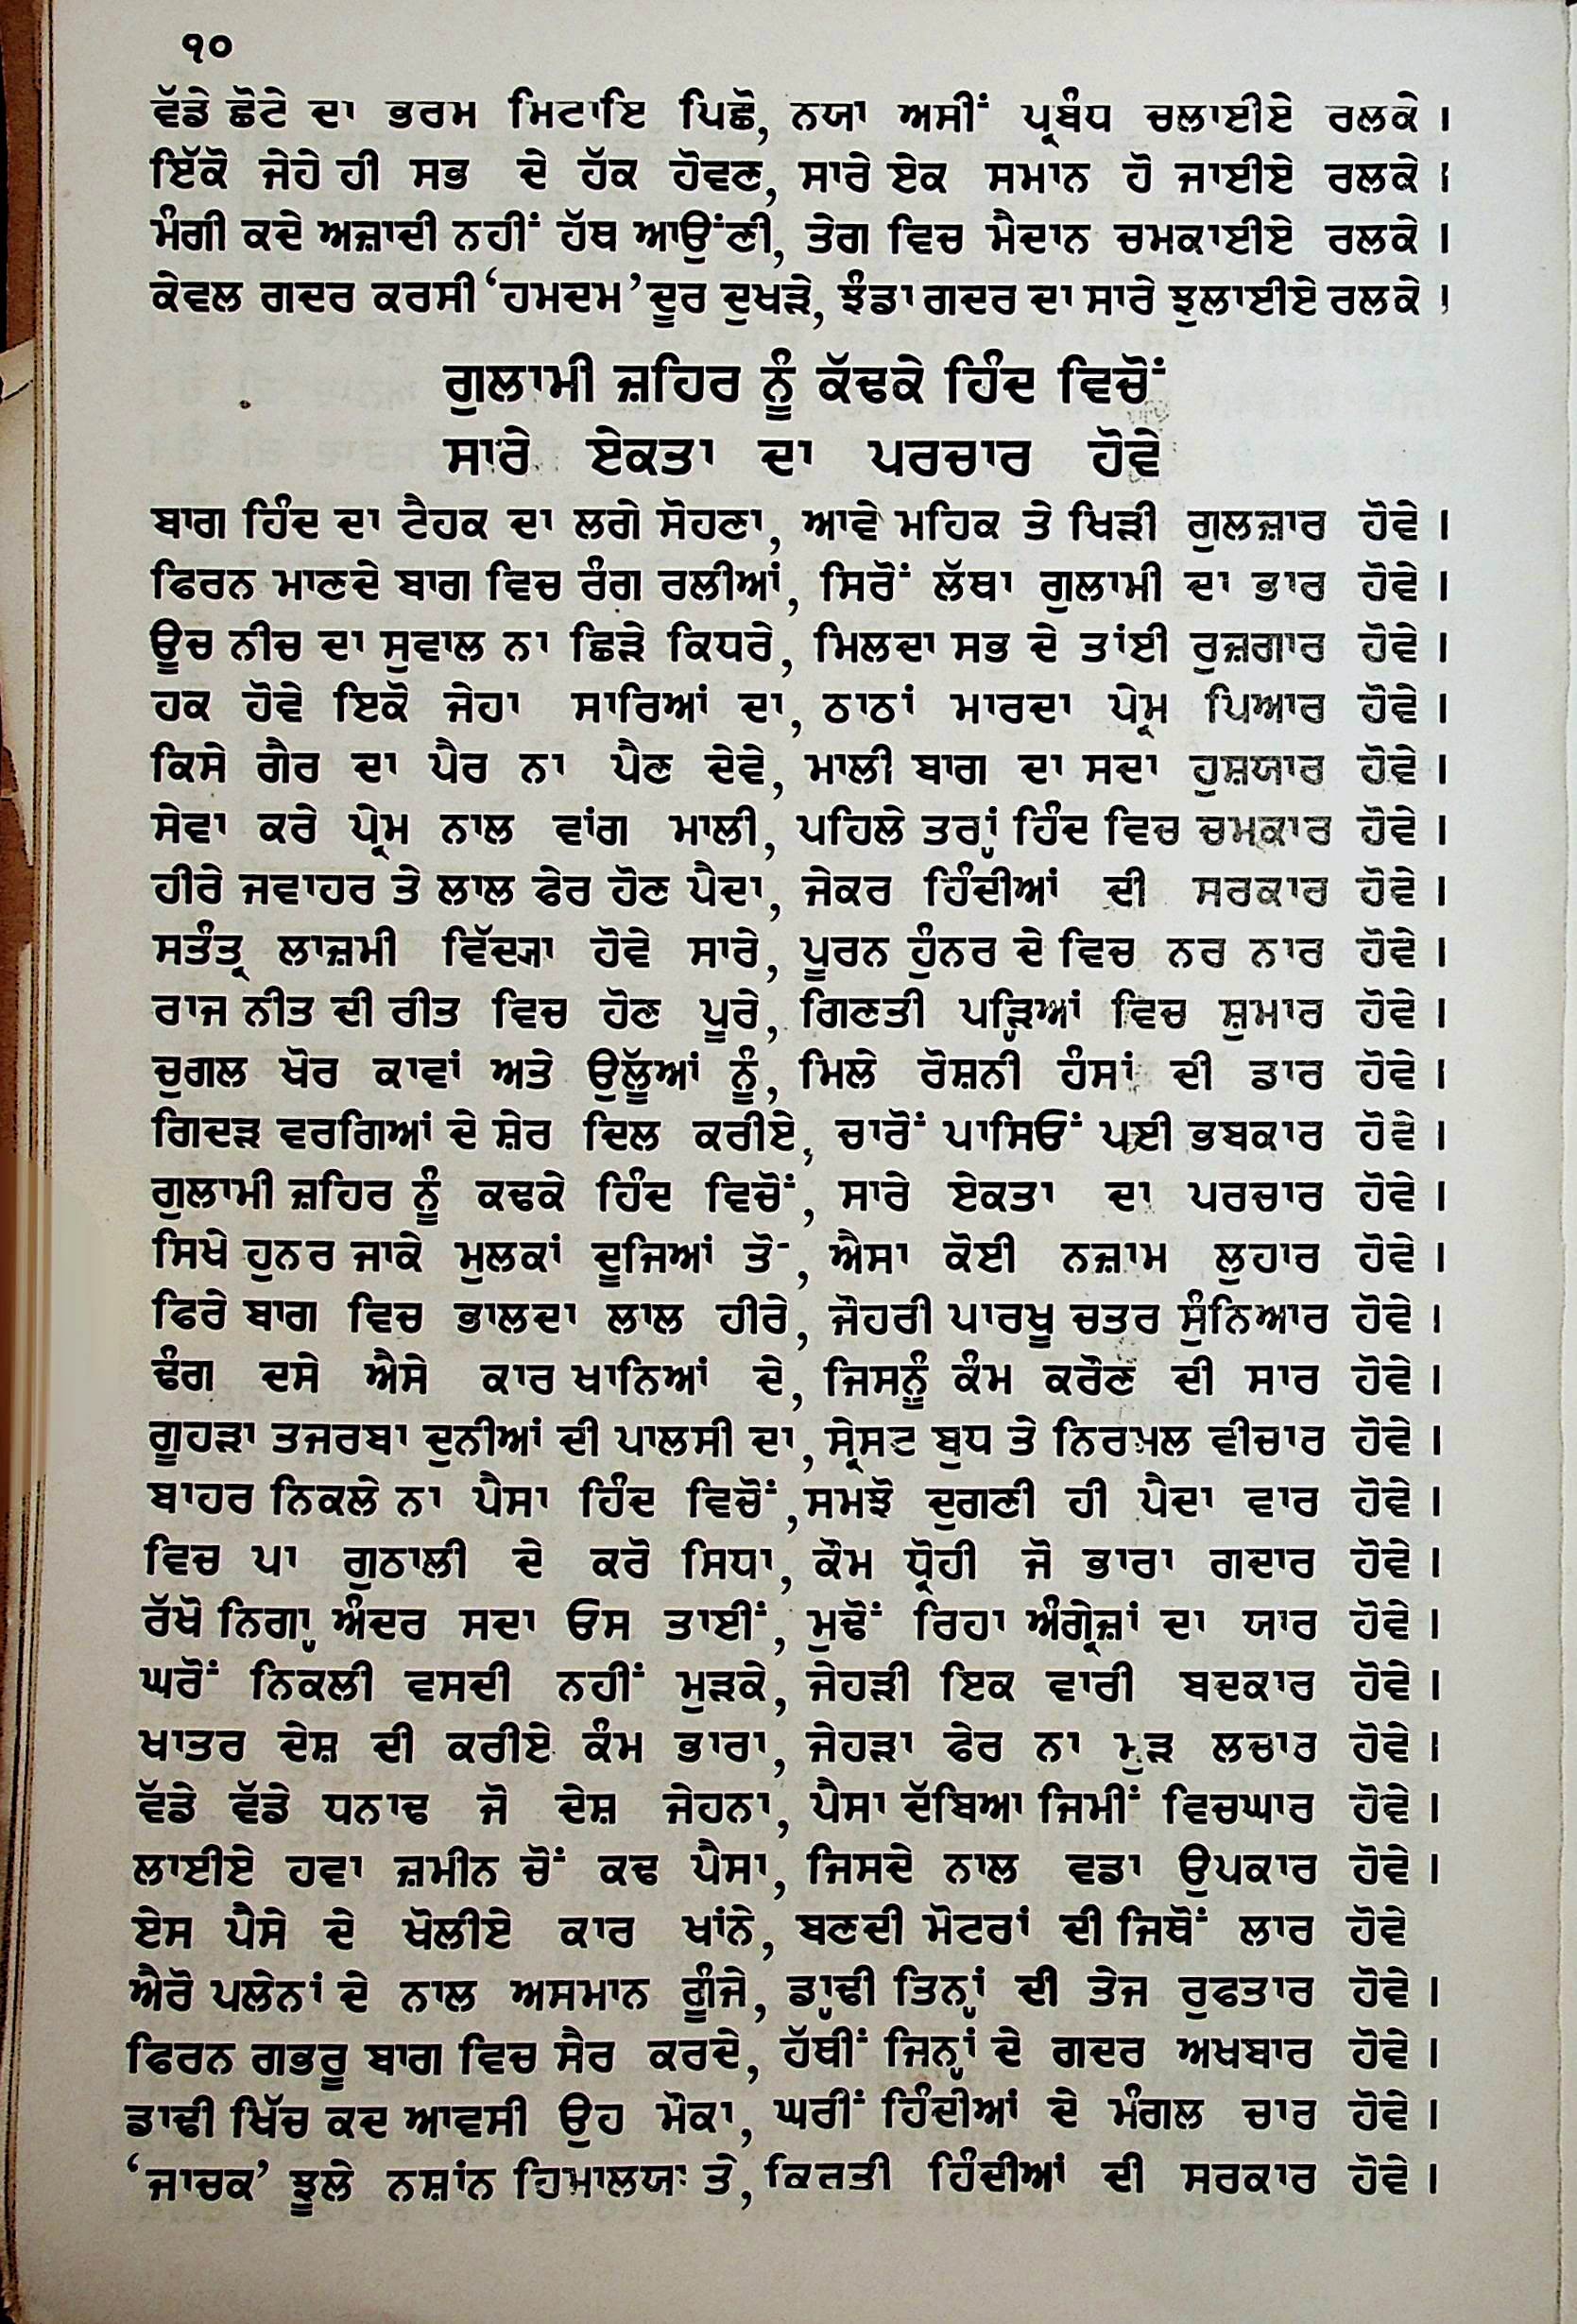 ੧੦
ਵੱਡੇ ਛੋਟੇ ਦਾ ਭਰਮ ਮਿਟਾਇ ਪਿਛੋ, ਨਯਾ ਅਸੀਂ ਪ੍ਰਬੰਧ ਚਲਾਈਏ ਰਲਕੇ ।
ਇੱਕੋ ਜੇਹੇ ਹੀ ਸਭ ਦੇ ਹੱਕ ਹੋਵਣ, ਸਾਰੇ ਏਕ ਸਮਾਨ ਹੋ ਜਾਈਏ ਰਲਕੇ ।
ਮੰਗੀ ਕਦੇ ਅਜ਼ਾਦੀ ਨਹੀਂ ਹੱਥ ਆਉਂਣੀ, ਤੇਗ ਵਿਚ ਮੈਦਾਨ ਚਮਕਾਈਏ ਰਲਕੇ ।
ਕੇਵਲ ਗਦਰ ਕਰਸੀ ‘ਹਮਦਮ’ ਦੂਰ ਦੁਖੜੇ, ਝੰਡਾ ਗਦਰ ਦਾ ਸਾਰੇ ਝੁਲਾਈਏ ਰਲਕੇ ।
ਗੁਲਾਮੀ ਜ਼ਹਿਰ ਨੂੰ ਕੱਢਕੇ ਹਿੰਦ ਵਿਚੋਂ
ਸਾਰੇ ਏਕਤਾ ਦਾ ਪਰਚਾਰ ਹੋਵੇ
ਬਾਗ ਹਿੰਦ ਦਾ ਟੈਹਕ ਦਾ ਲਗੇ ਸੋਹਣਾ, ਆਵੇ ਮਹਿਕ ਤੇ ਖਿੜੀ ਗੁਲਜ਼ਾਰ ਹੋਵੇ ।
ਫਿਰਨ ਮਾਣਦੇ ਬਾਗ ਵਿਚ ਰੰਗ ਰਲੀਆਂ, ਸਿਰੋਂ ਲੱਥਾ ਗੁਲਾਮੀ ਦਾ ਭਾਰ ਹੋਵੇ ।
ਊਚ ਨੀਚ ਦਾ ਸੁਵਾਲ ਨਾ ਛਿੜੇ ਕਿਧਰੇ, ਮਿਲਦਾ ਸਭ ਦੇ ਤਾਂਈ ਰੁਜ਼ਗਾਰ ਹੋਵੇ ।
ਹਕ ਹੋਵੇ ਇਕੋ ਜੇਹਾ ਸਾਰਿਆਂ ਦਾ, ਠਾਠਾਂ ਮਾਰਦਾ ਪ੍ਰੇਮ ਪਿਆਰ ਹੋਵੇ ।
ਕਿਸੇ ਗੈਰ ਦਾ ਪੈਰ ਨਾ ਪੈਣ ਦੇਵੇ, ਮਾਲੀ ਬਾਗ ਦਾ ਸਦਾ ਹੁਸ਼ਯਾਰ ਹੋਵੇ ।
ਸੇਵਾ ਕਰੇ ਪ੍ਰੇਮ ਨਾਲ ਵਾਂਗ ਮਾਲੀ, ਪਹਿਲੇ ਤਰ੍ਹਾਂ ਹਿੰਦ ਵਿਚ ਚਮਕਾਰ ਹੋਵੇ ।
ਹੀਰੇ ਜਵਾਹਰ ਤੇ ਲਾਲ ਫੇਰ ਹੋਣ ਪੈਦਾ, ਜੇਕਰ ਹਿੰਦੀਆਂ ਦੀ ਸਰਕਾਰ ਹੋਵੇ ।
ਸਤੰਤ੍ਰ ਲਾਜ਼ਮੀ ਵਿੱਦਯਾ ਹੋਵੇ ਸਾਰੇ, ਪੂਰਨ ਹੁੰਨਰ ਦੇ ਵਿਚ ਨਰ ਨਾਰ ਹੋਵੇ ।
ਰਾਜ ਨੀਤ ਦੀ ਰੀਤ ਵਿਚ ਹੋਣ ਪੂਰੇ, ਗਿਣਤੀ ਪੜ੍ਹਿਆਂ ਵਿਚ ਸ਼ੁਮਾਰ ਹੋਵੇ ।
ਚੁਗਲ ਖੋਰ ਕਾਵਾਂ ਅਤੇ ਉਲੂੱਆਂ ਨੂੰ, ਮਿਲੇ ਰੋਸ਼ਨੀ ਹੰਸਾਂ ਦੀ ਡਾਰ ਹੋਵੇ ।
ਗਿਦੜ ਵਰਗਿਆਂ ਦੇ ਸ਼ੇਰ ਦਿਲ ਕਰੀਏ, ਚਾਰੋਂ ਪਾਸਿਓਂ ਪਈ ਭਬਕਾਰ ਹੋਵੇ ।
ਗੁਲਾਮੀ ਜ਼ਹਿਰ ਨੂੰ ਕਢਕੇ ਹਿੰਦ ਵਿਚੋਂ, ਸਾਰੇ ਏਕਤਾ ਦਾ ਪਰਚਾਰ ਹੋਵੇ ।
ਸਿਖੇ ਹੁਨਰ ਜਾਕੇ ਮੁਲਕਾਂ ਦੂਜਿਆਂ ਤੋਂ, ਐਸਾ ਕੋਈ ਨਜ਼ਾਮ ਲੁਹਾਰ ਹੋਵੇ ।
ਫਿਰੇ ਬਾਗ ਵਿਚ ਭਾਲਦਾ ਲਾਲ ਹੀਰੇ, ਜੌਹਰੀ ਪਾਰਖੂ ਚਤਰ ਸੁੰਨਿਆਰ ਹੋਵੇ ।
ਢੰਗ ਦਸੇ ਐਸੇ ਕਾਰ ਖਾਨਿਆਂ ਦੇ, ਜਿਸਨੂੰ ਕੰਮ ਕਰੌਣ ਦੀ ਸਾਰ ਹੋਵੇ ।
ਗੂਹੜਾ ਤਜਰਬਾ ਦੁਨੀਆਂ ਦੀ ਪਾਲਸੀ ਦਾ, ਸ੍ਰੇਸਟ ਬੁਧ ਤੇ ਨਿਰਮਲ ਵੀਚਾਰ ਹੋਵੇ ।
ਬਾਹਰ ਨਿਕਲੇ ਨਾ ਪੈਸਾ ਹਿੰਦ ਵਿਚੋਂ, ਸਮਝੋ ਦੁਗਣੀ ਹੀ ਪੈਦਾ ਵਾਰ ਹੋਵੇ ।
ਵਿਚ ਪਾ ਗੁਠਾਲੀ ਦੇ ਕਰੋ ਸਿਧਾ, ਕੌਮ ਧ੍ਰੋਹੀ ਜੋ ਭਾਰਾ ਗਦਾਰ ਹੋਵੇ ।
ਰੱਖੋ ਨਿਗ੍ਹਾ ਅੰਦਰ ਸਦਾ ਓਸ ਤਾਈਂ, ਮੁਢੋਂ ਰਿਹਾ ਅੰਗ੍ਰੇਜ਼ਾਂ ਦਾ ਯਾਰ ਹੋਵੇ ।
ਘਰੋਂ ਨਿਕਲੀ ਵਸਦੀ ਨਹੀਂ ਮੁੜਕੇ, ਜੇਹੜੀ ਇਕ ਵਾਰੀ ਬਦਕਾਰ ਹੋਵੇ ।
ਖਾਤਰ ਦੇਸ਼ ਦੀ ਕਰੀਏ ਕੰਮ ਭਾਰਾ, ਜੇਹੜਾ ਫੇਰ ਨਾ ਮੁੜ ਲਚਾਰ ਹੋਵੇ ।
ਵੱਡੇ ਵੱਡੇ ਧਨਾਢ ਜੋ ਦੇਸ਼ ਜੇਹਨਾ, ਪੈਸਾ ਦੱਬਿਆ ਜਿਮੀਂ ਵਿਚਘਾਰ ਹੋਵੇ ।
ਲਾਈਏ ਹਵਾ ਜ਼ਮੀਨ ਚੋਂ ਕਢ ਪੈਸਾ, ਜਿਸਦੇ ਨਾਲ ਵਡਾ ਉਪਕਾਰ ਹੋਵੇ ।
ਏਸ ਪੈਸੇ ਦੇ ਖੋਲੀਏ ਕਾਰ ਖਾਂਨੇ, ਬਣਦੀ ਮੋਟਰਾਂ ਦੀ ਜਿਥੋਂ ਲਾਰ ਹੋਵੇ
ਐਰੋ ਪਲੇਨਾਂ ਦੇ ਨਾਲ ਅਸਮਾਨ ਗੂੰਜੇ, ਡਾਢੀ ਤਿਨ੍ਹਾਂ ਦੀ ਤੇਜ ਰੁਫਤਾਰ ਹੋਵੇ ।
ਫਿਰਨ ਗਭਰੂ ਬਾਗ ਵਿਚ ਸੈਰ ਕਰਦੇ, ਹੱਥੀਂ ਜਿਨ੍ਹਾਂ ਦੇ ਗਦਰ ਅਖਬਾਰ ਹੋਵੇ ।
ਡਾਢੀ ਖਿੱਚ ਕਦ ਆਵਸੀ ਉਹ ਮੌਕਾ, ਘਰੀਂ ਹਿੰਦੀਆਂ ਦੇ ਮੰਗਲ ਚਾਰ ਹੋਵੇ ।
‘ਜਾਚਕ’ ਝੂਲੇ ਨਸ਼ਾਂਨ ਹਿਮਾਲਯਾ ਤੇ, ਕਿਰਤੀ ਹਿੰਦੀਆਂ ਦੀ ਸਰਕਾਰ ਹੋਵੇ ।